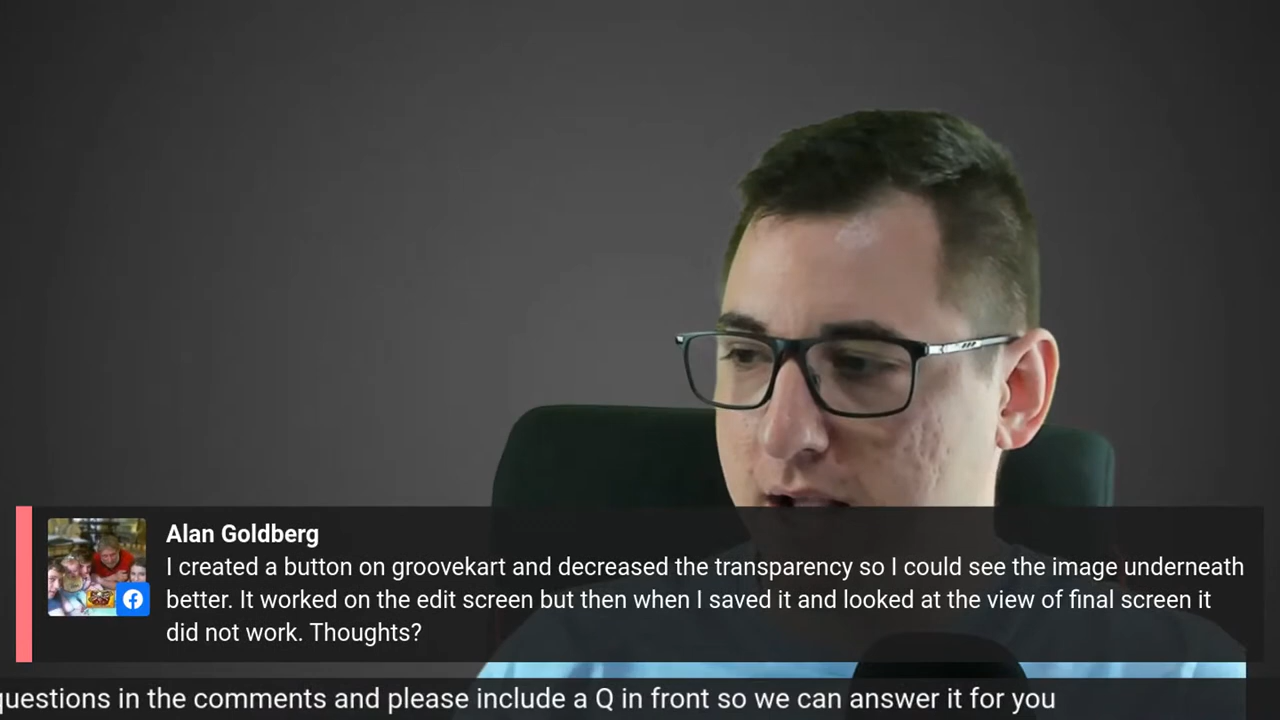 Alan Goldberg
I created a button on groovekart and decreased the transparency so I could see the image underneath
better. It worked on the edit screen but then when I saved it and looked at the view of final screen it
did not work. Thoughts?
questions in the comments and please include a Q in front so we can answer it for you